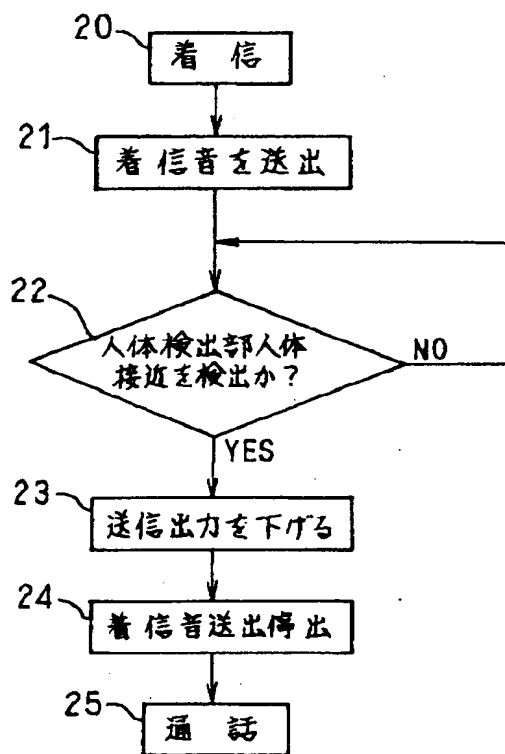 20
着信
21
着信音を送出
22
人体検出部人体
接近を検出か?
NO
YES
23
送信出力を下げる
24
着信音送出停出
25
通話